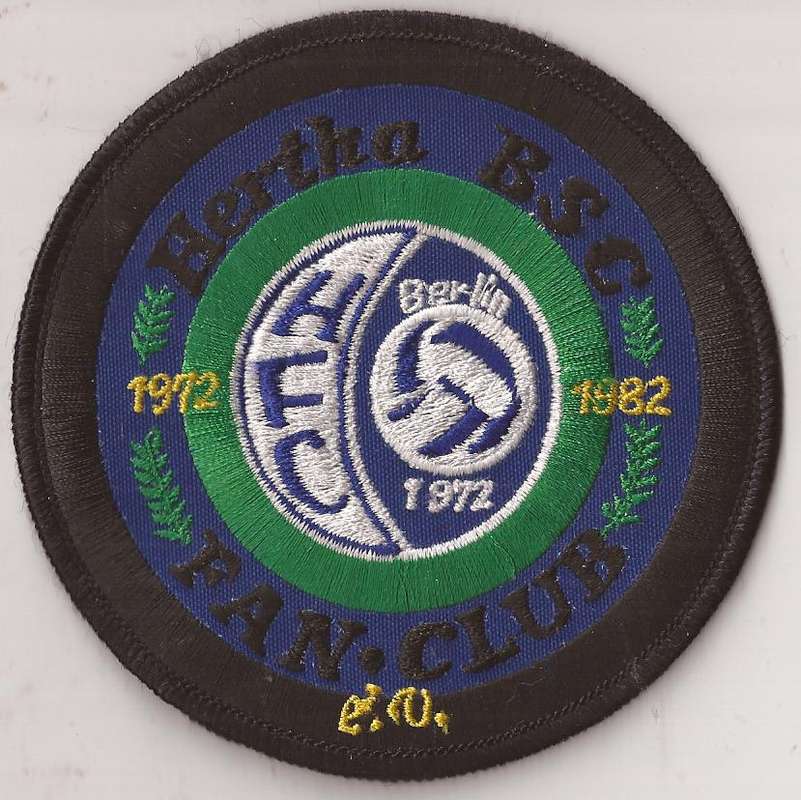 Hertha BSC
1972
1982
Berlin
HFC
1972
FAN·CLUB
e.V.